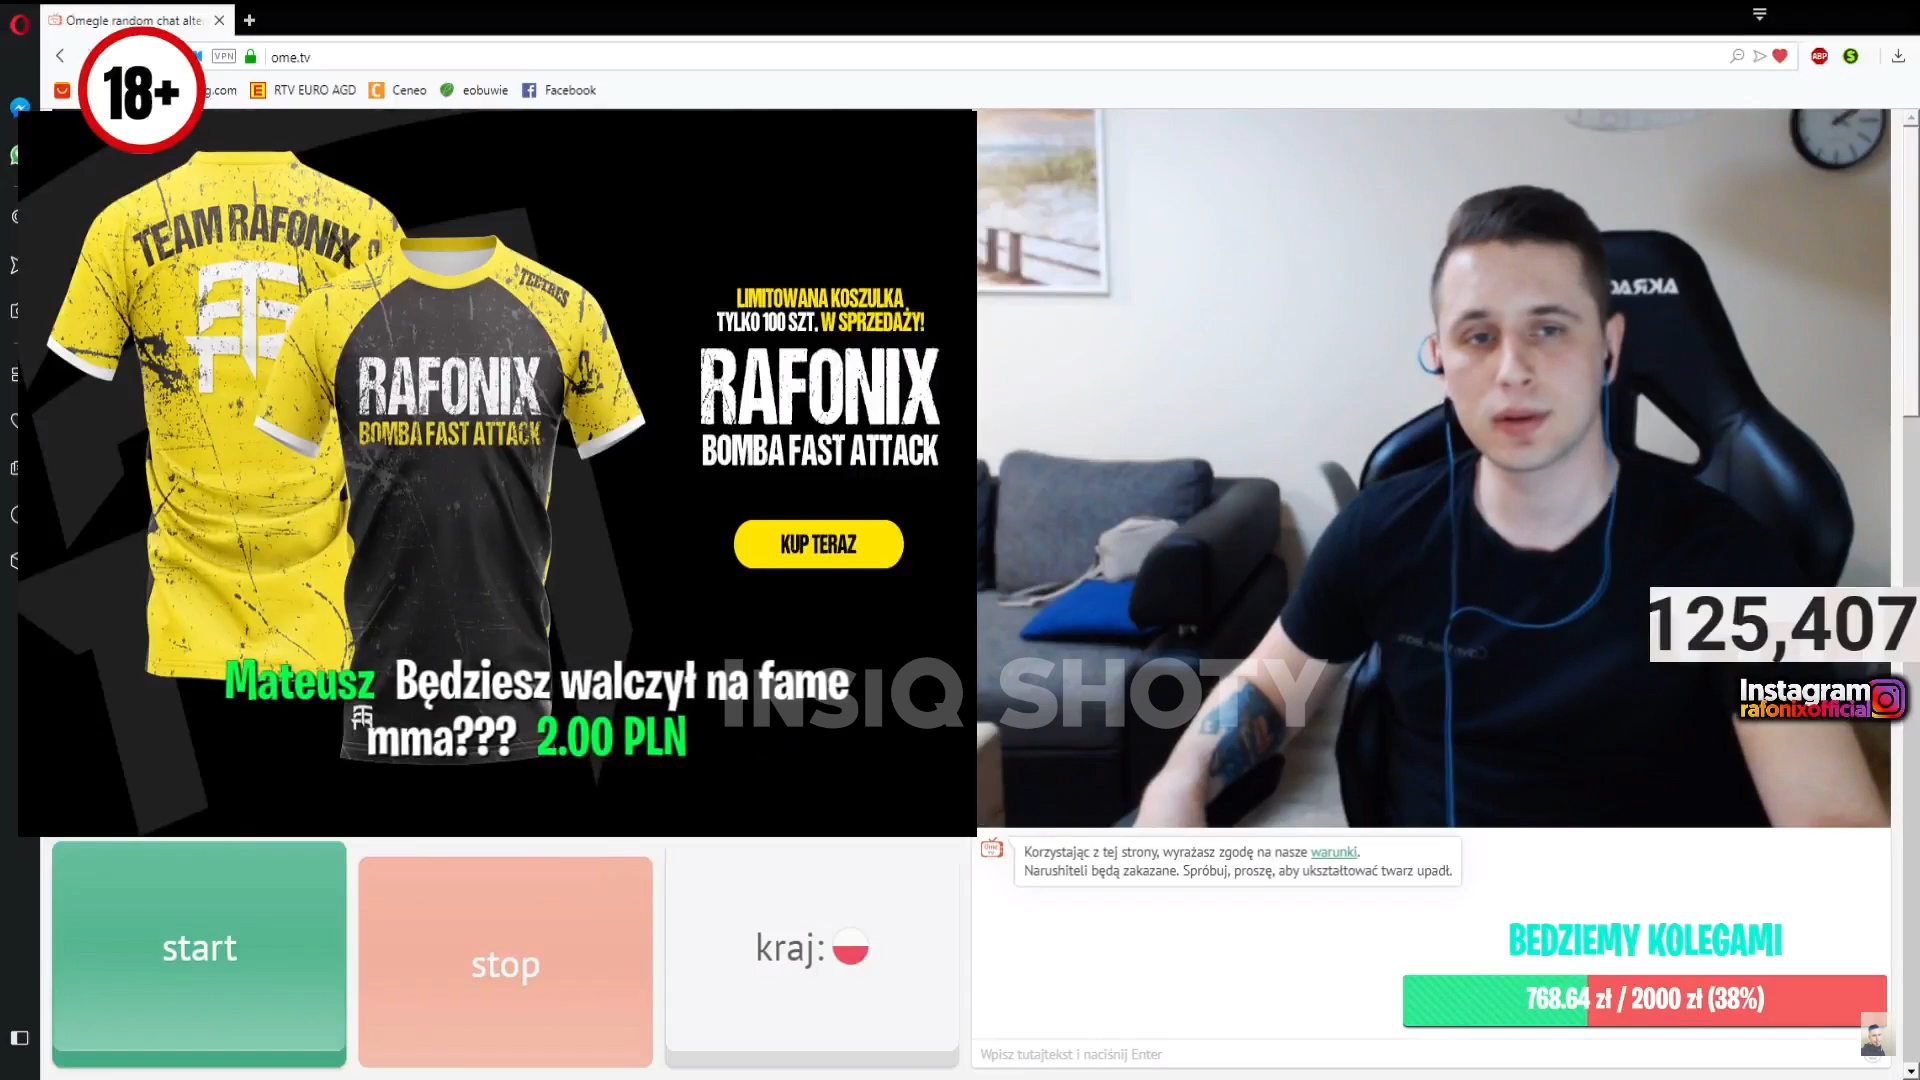 Omegle random chat alte
VPN
ome.tv
ABP
S
18+
g.com
RTV EURO AGD
Ceneo
eobuwie
Facebook
TEAM RAFONIX
TEETRES
RAFONIX
BOMBA FAST ATTACK
LIMITOWANA KOSZULKA
TYLKO 100 SZT. W SPRZEDAŻY!
RAFONIX
BOMBA FAST ATTACK
KUP TERAZ
Mateusz Będziesz walczył na fame
mma??? 2.00 PLN
INSIQ SHOTY
125,407
Instagram
rafonixofficial
Korzystając z tej strony, wyrażasz zgodę na nasze warunki.
Narushiteli będą zakazane. Spróbuj, proszę, aby ukształtować twarz upadł.
start
stop
kraj:
BEDZIEMY KOLEGAMI
768.64 zł / 2000 zł (38%)
Wpisz tutajtekst i naciśnij Enter